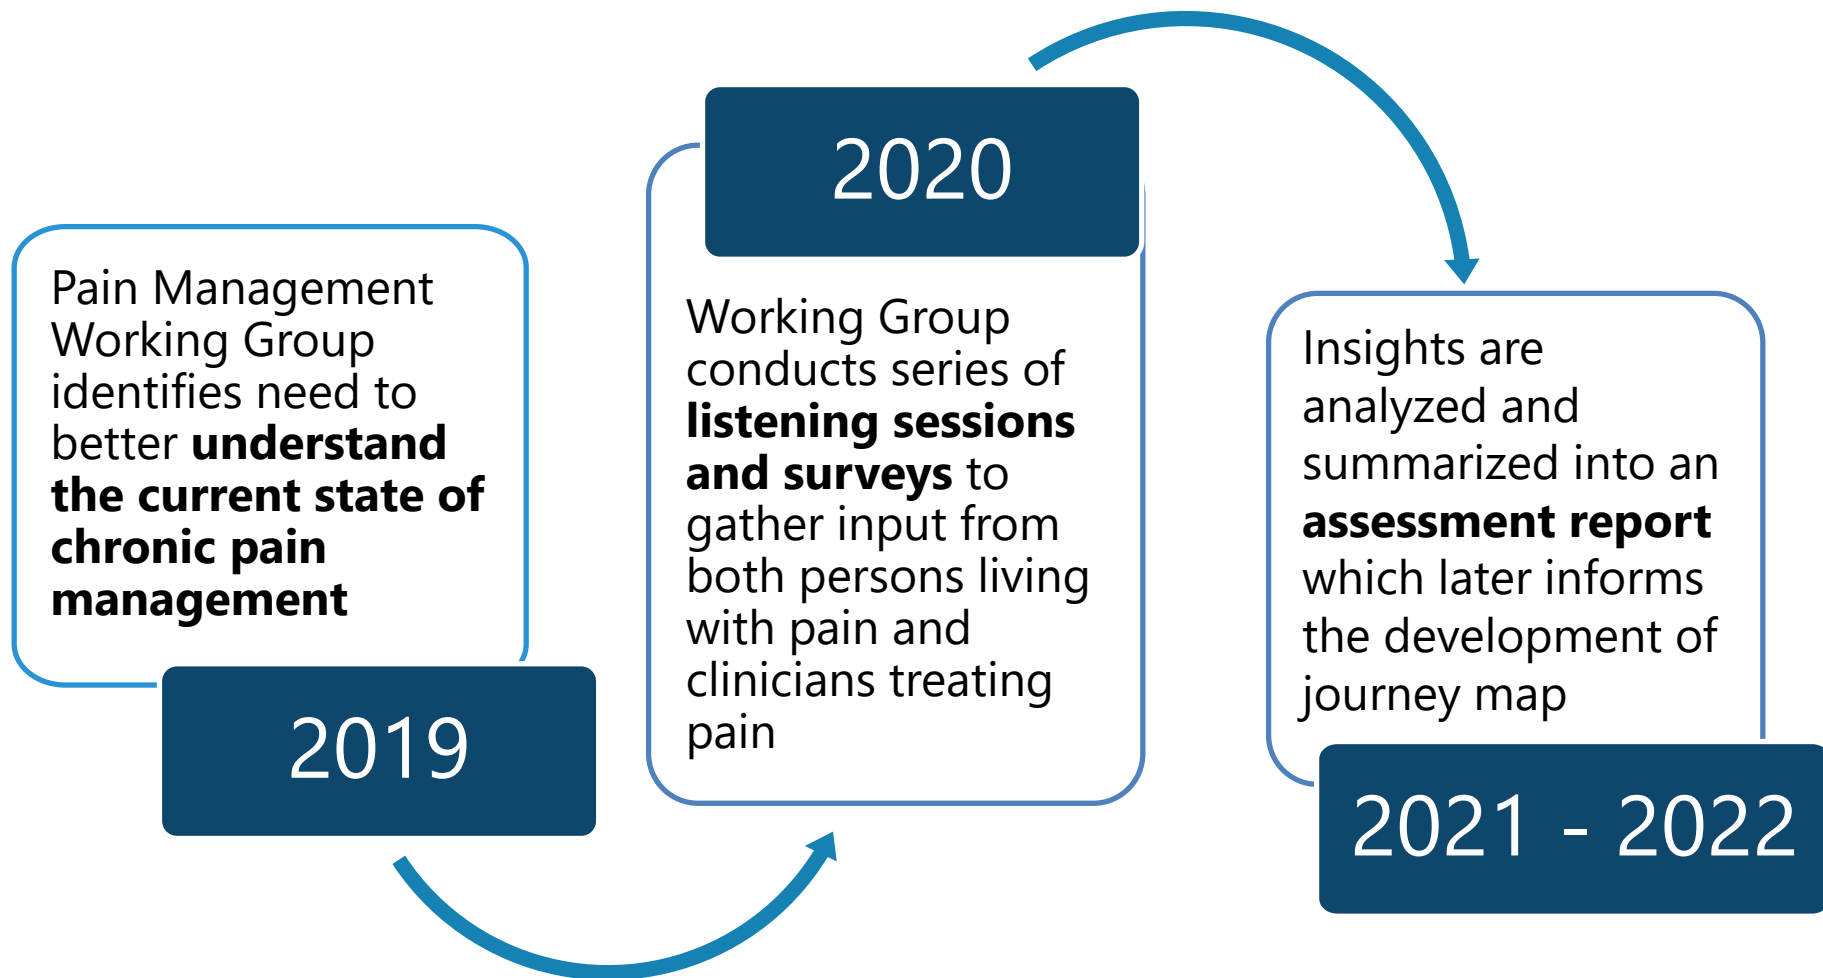 Pain Management
Working Group
identifies need to
better understand
the current state of
chronic pain
management
2019
2020
Working Group
conducts series of
listening sessions
and surveys to
gather input from
both persons living
with pain and
clinicians treating
pain
Insights are
analyzed and
summarized into an
assessment report
which later informs
the development of
journey map
2021 - 2022